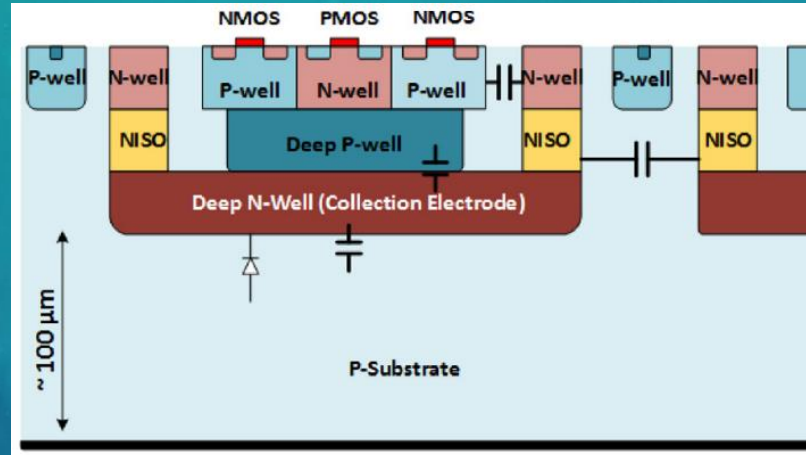 NMOS PMOS NMOS
P-well N-well P-well N-well P-well N-well P-well N-well
NISO Deep P-well NISO NISO
Deep N-Well (Collection Electrode)
~ 100 µm
P-Substrate